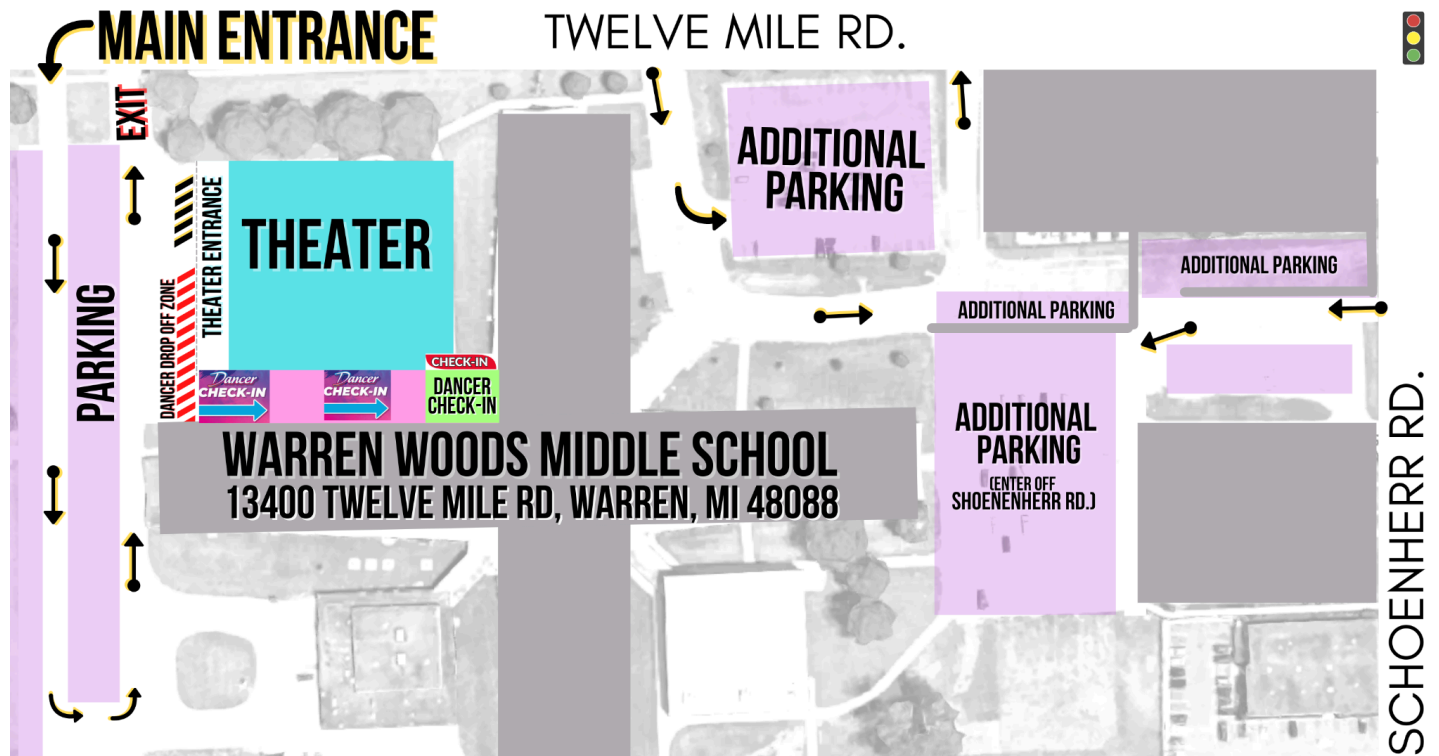 MAIN ENTRANCE
TWELVE MILE RD.
EXIT
ADDITIONAL
PARKING
THEATER ENTRANCE
THEATER
DANCER DROP OFF ZONE
PARKING
ADDITIONAL PARKING
ADDITIONAL PARKING
CHECK-IN
Dancer
CHECK-IN
Dancer
CHECK-IN
DANCER
CHECK-IN
ADDITIONAL
PARKING
(ENTER OFF
SHOENENHERR RD.)
WARREN WOODS MIDDLE SCHOOL
13400 TWELVE MILE RD, WARREN, MI 48088
SCHOENHERR RD.